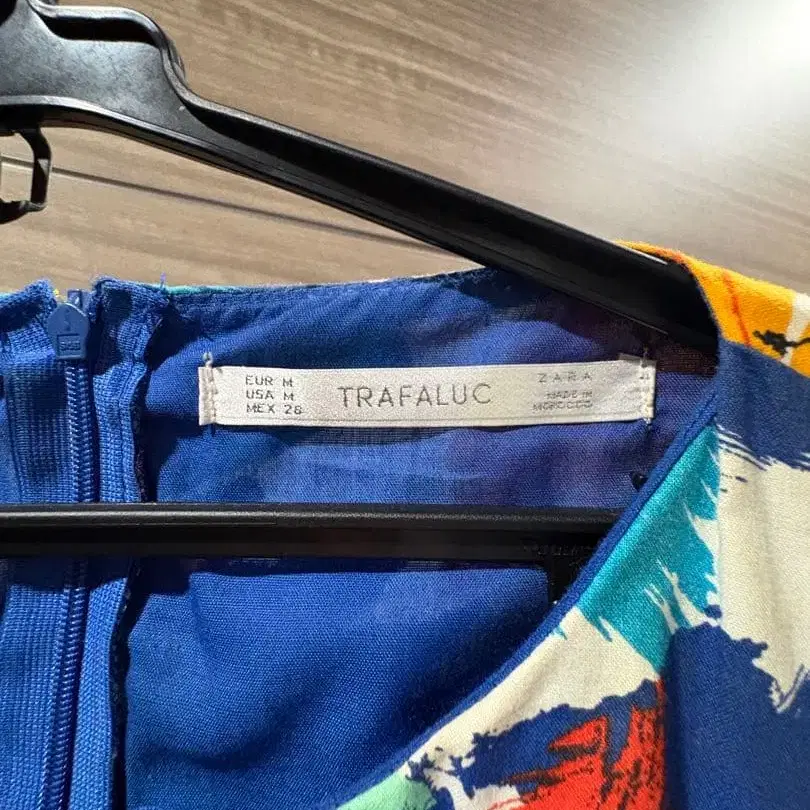 EUR M
USA M
MEX 28
TRAFALUC
ZARA
MADE IN
MOROCCO